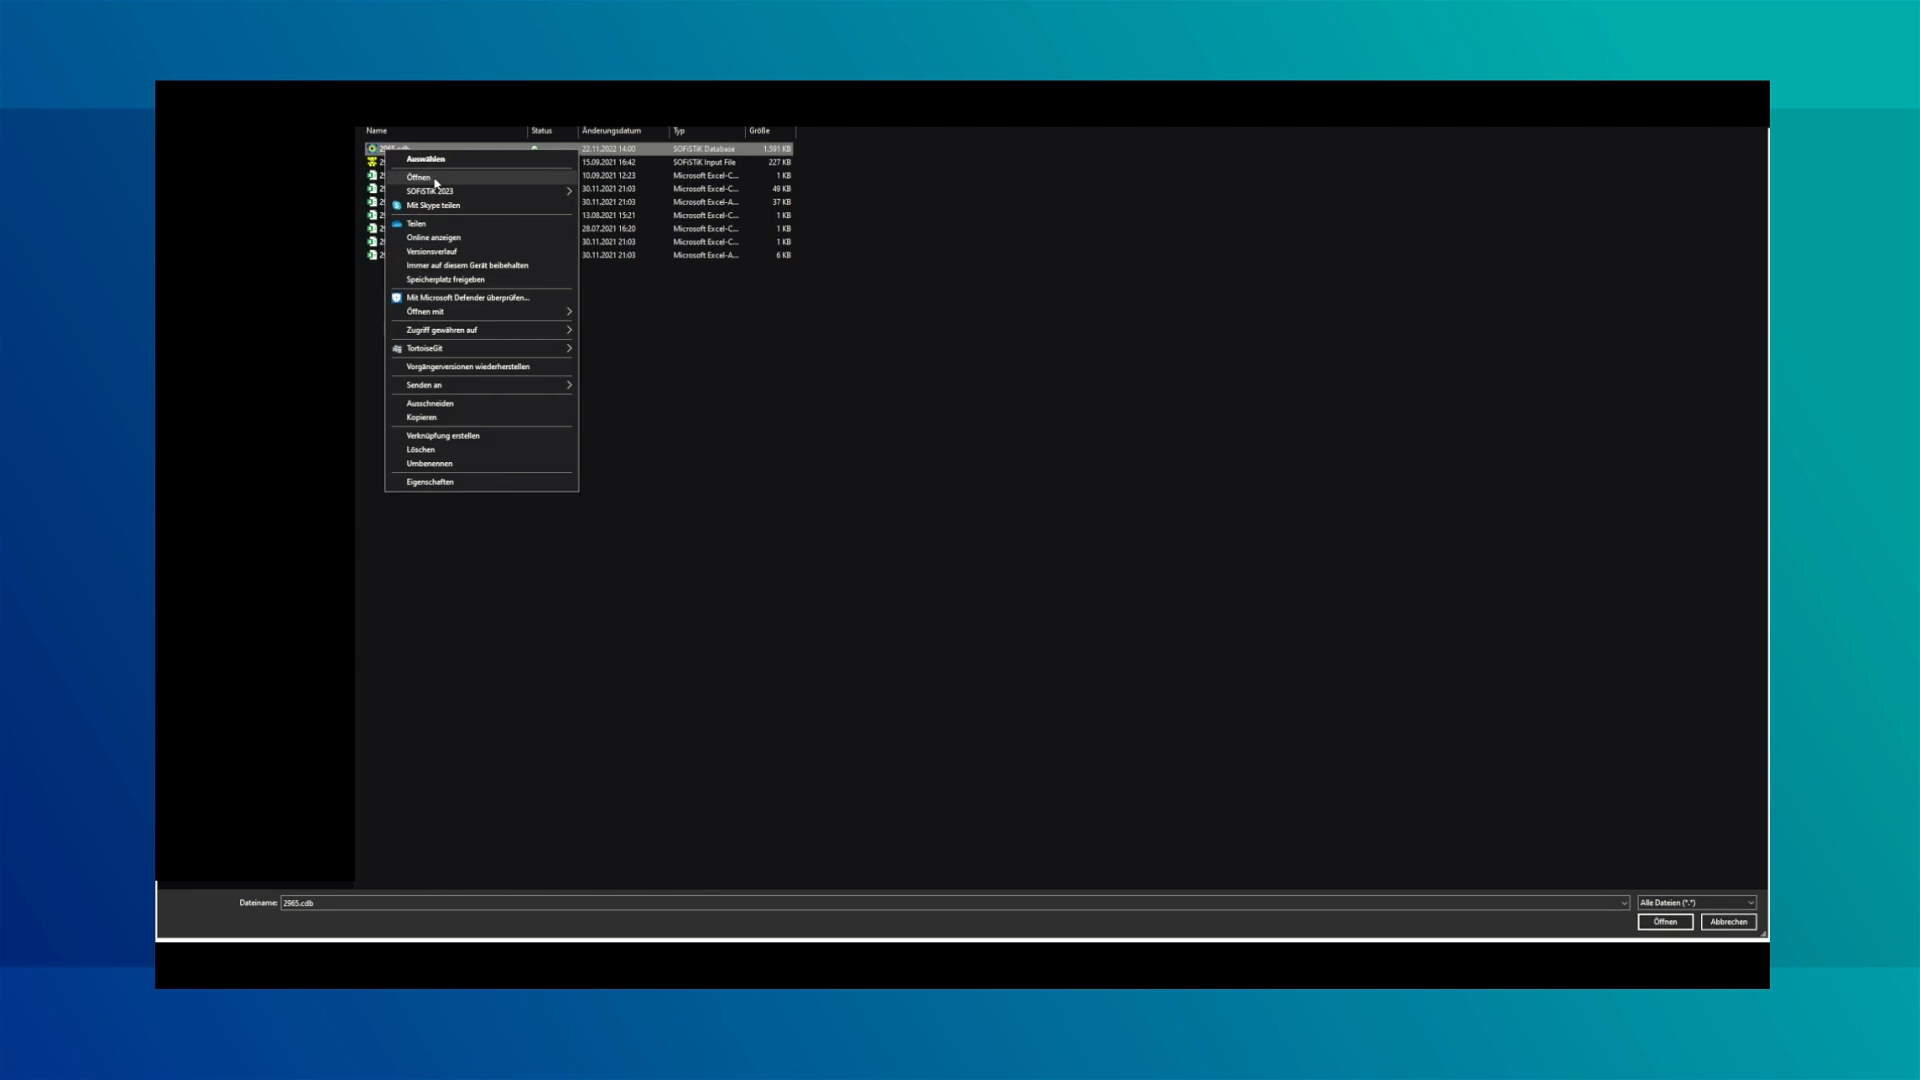 Name Status Änderungsdatum Typ Größe
2965.cdb 22.11.2022 14:00 SOFiSTiK Database 1.591 KB
15.09.2021 16:42 SOFiSTiK Input File 227 KB
10.09.2021 12:23 Microsoft Excel-C... 1 KB
30.11.2021 21:03 Microsoft Excel-C... 49 KB
30.11.2021 21:03 Microsoft Excel-A... 37 KB
13.08.2021 15:21 Microsoft Excel-C... 1 KB
28.07.2021 16:20 Microsoft Excel-C... 1 KB
30.11.2021 21:03 Microsoft Excel-C... 1 KB
30.11.2021 21:03 Microsoft Excel-A... 6 KB
Auswählen
Öffnen
SOFiSTiK 2023
Mit Skype teilen
Teilen
Online anzeigen
Versionsverlauf
Immer auf diesem Gerät beibehalten
Speicherplatz freigeben
Mit Microsoft Defender überprüfen...
Öffnen mit
Zugriff gewähren auf
TortoiseGit
Vorgängerversionen wiederherstellen
Senden an
Ausschneiden
Kopieren
Verknüpfung erstellen
Löschen
Umbenennen
Eigenschaften
Dateiname: 2965.cdb Alle Dateien (*.*)
Öffnen Abbrechen